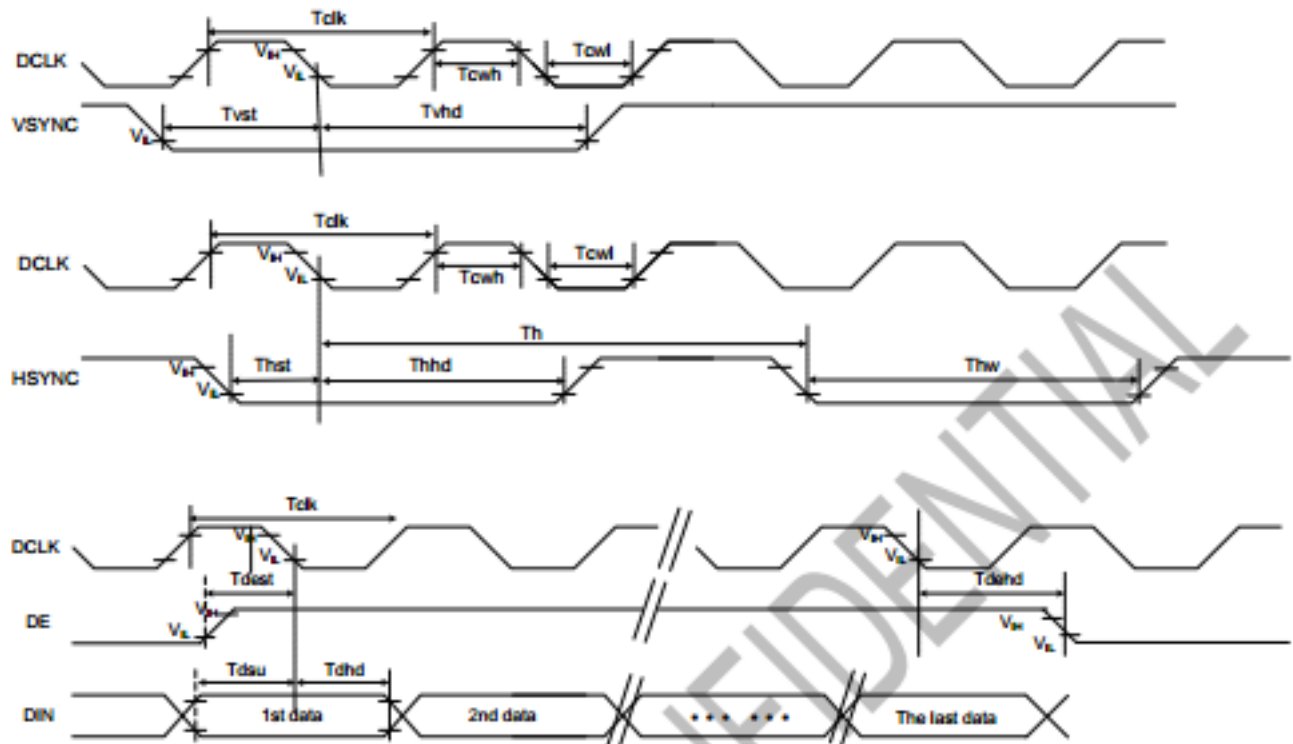 Tclk
DCLK VIH VIL Tcwh Tcwl
Tvst Tvhd
VSYNC VIL
Tclk
DCLK VIH VIL Tcwh Tcwl
Th
HSYNC VIH VIL Thst Thhd Thw
Tclk
DCLK VIH VIL VIH VIL
Tdest Tdehd
DE VIH VIL VIH VIL
Tdsu Tdhd
DIN 1st data 2nd data • • • • • • The last data